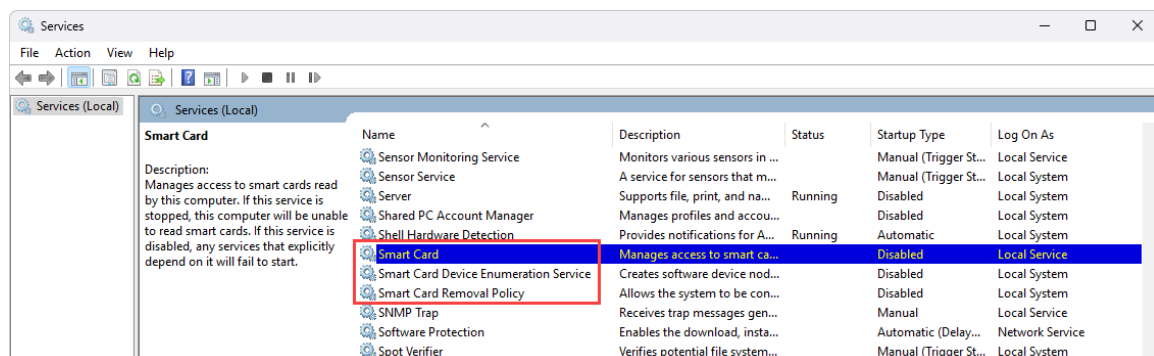 Services
File Action View Help
Services (Local)
Services (Local)
Smart Card
Description:
Manages access to smart cards read
by this computer. If this service is
stopped, this computer will be unable
to read smart cards. If this service is
disabled, any services that explicitly
depend on it will fail to start.
Name Description Status Startup Type Log On As
Sensor Monitoring Service Monitors various sensors in ... Manual (Trigger St... Local Service
Sensor Service A service for sensors that m... Manual (Trigger St... Local System
Server Supports file, print, and na... Running Disabled Local System
Shared PC Account Manager Manages profiles and accou... Disabled Local System
Shell Hardware Detection Provides notifications for A... Running Automatic Local System
Smart Card Manages access to smart ca... Disabled Local Service
Smart Card Device Enumeration Service Creates software device nod... Disabled Local System
Smart Card Removal Policy Allows the system to be con... Disabled Local System
SNMP Trap Receives trap messages gen... Manual Local Service
Software Protection Enables the download, insta... Automatic (Delay... Network Service
Spot Verifier Verifies potential file system... Manual (Trigger St... Local System